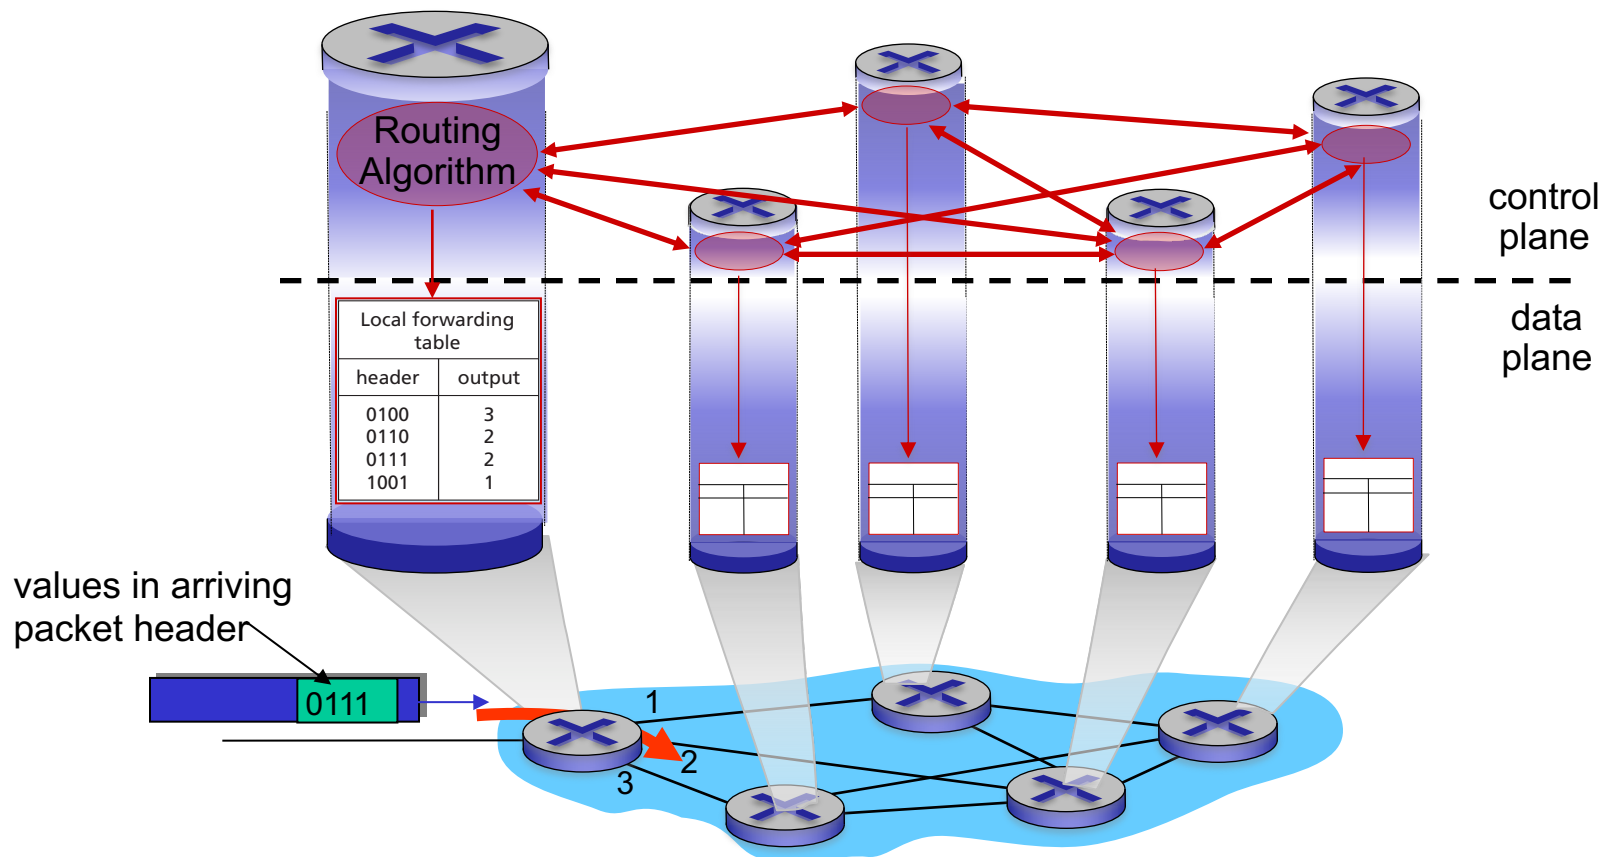 Routing
Algorithm
control
plane
data
plane
Local forwarding
table
header output
0100 3
0110 2
0111 2
1001 1
values in arriving
packet header
0111
1
2
3